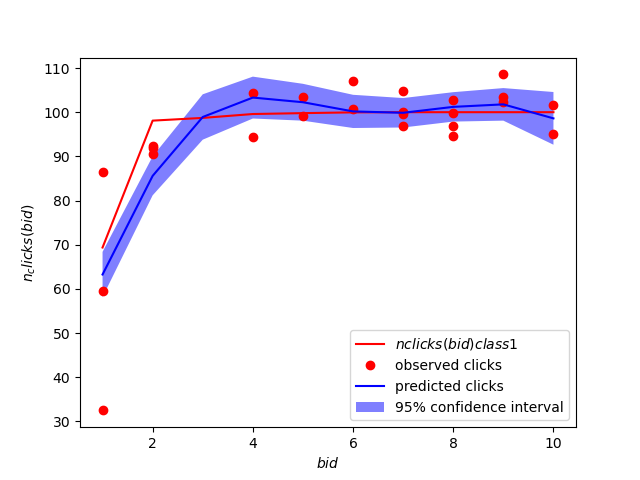 110
100
90
80
70
60
50
40
30
n_clicks(bid)
2
4
6
8
10
bid
nclicks(bid)class1
observed clicks
predicted clicks
95% confidence interval